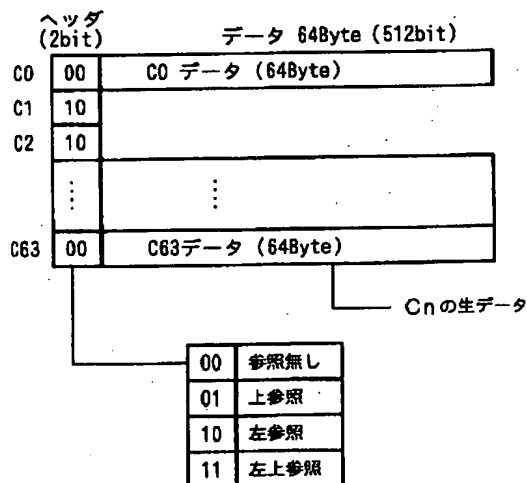 ヘッダ
(2bit) データ 64Byte (512bit)
C0 00 C0 データ (64Byte)
C1 10
C2 10
⋮ ⋮
C63 00 C63データ (64Byte)
Cnの生データ
00 参照無し
01 上参照
10 左参照
11 左上参照